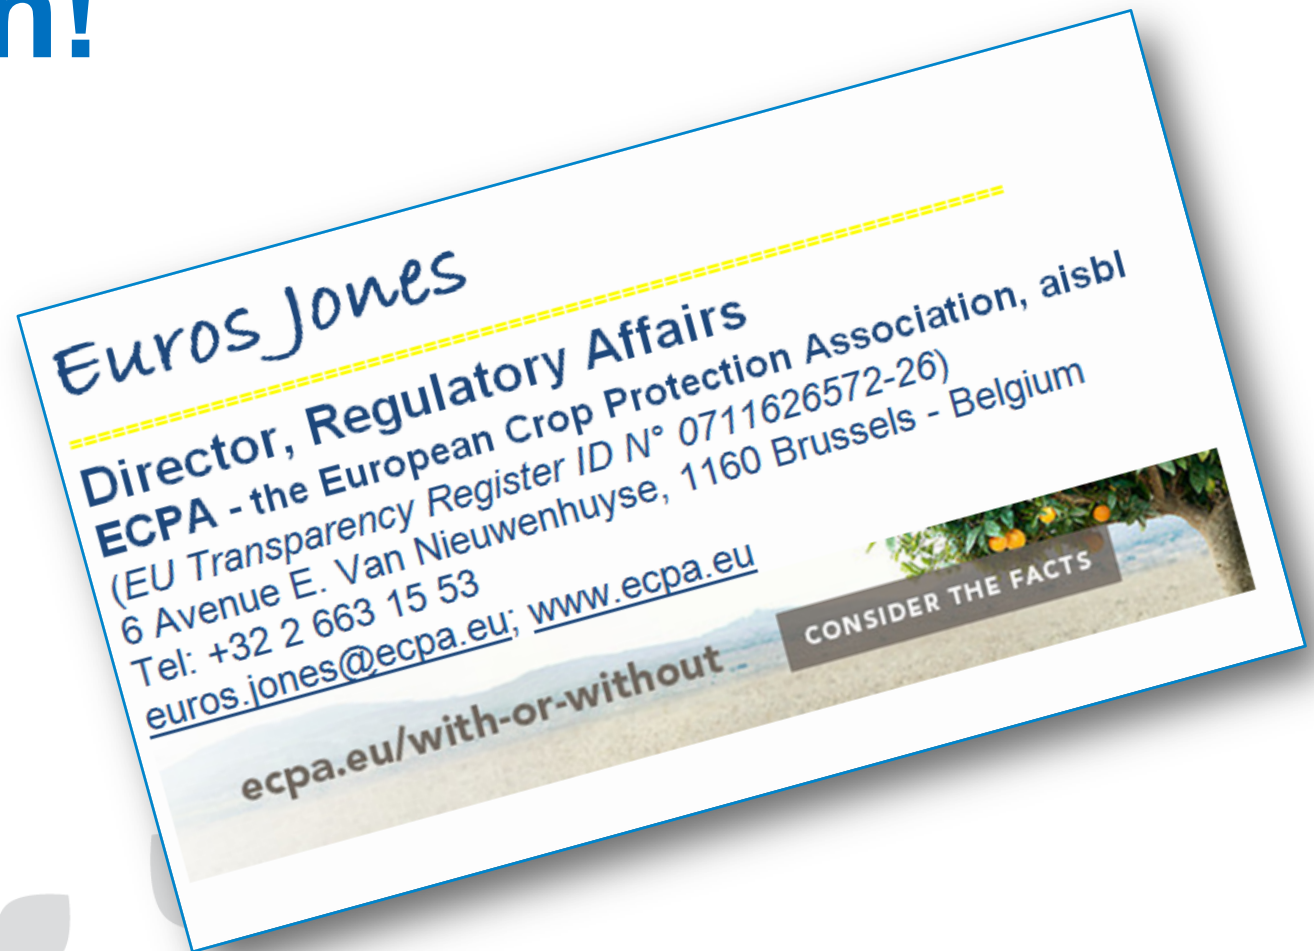 n!
Euros Jones
==================================================
Director, Regulatory Affairs
ECPA - the European Crop Protection Association, aisbl
(EU Transparency Register ID N° 0711626572-26)
6 Avenue E. Van Nieuwenhuyse, 1160 Brussels - Belgium
Tel: +32 2 663 15 53
euros.jones@ecpa.eu; www.ecpa.eu
CONSIDER THE FACTS
ecpa.eu/with-or-without